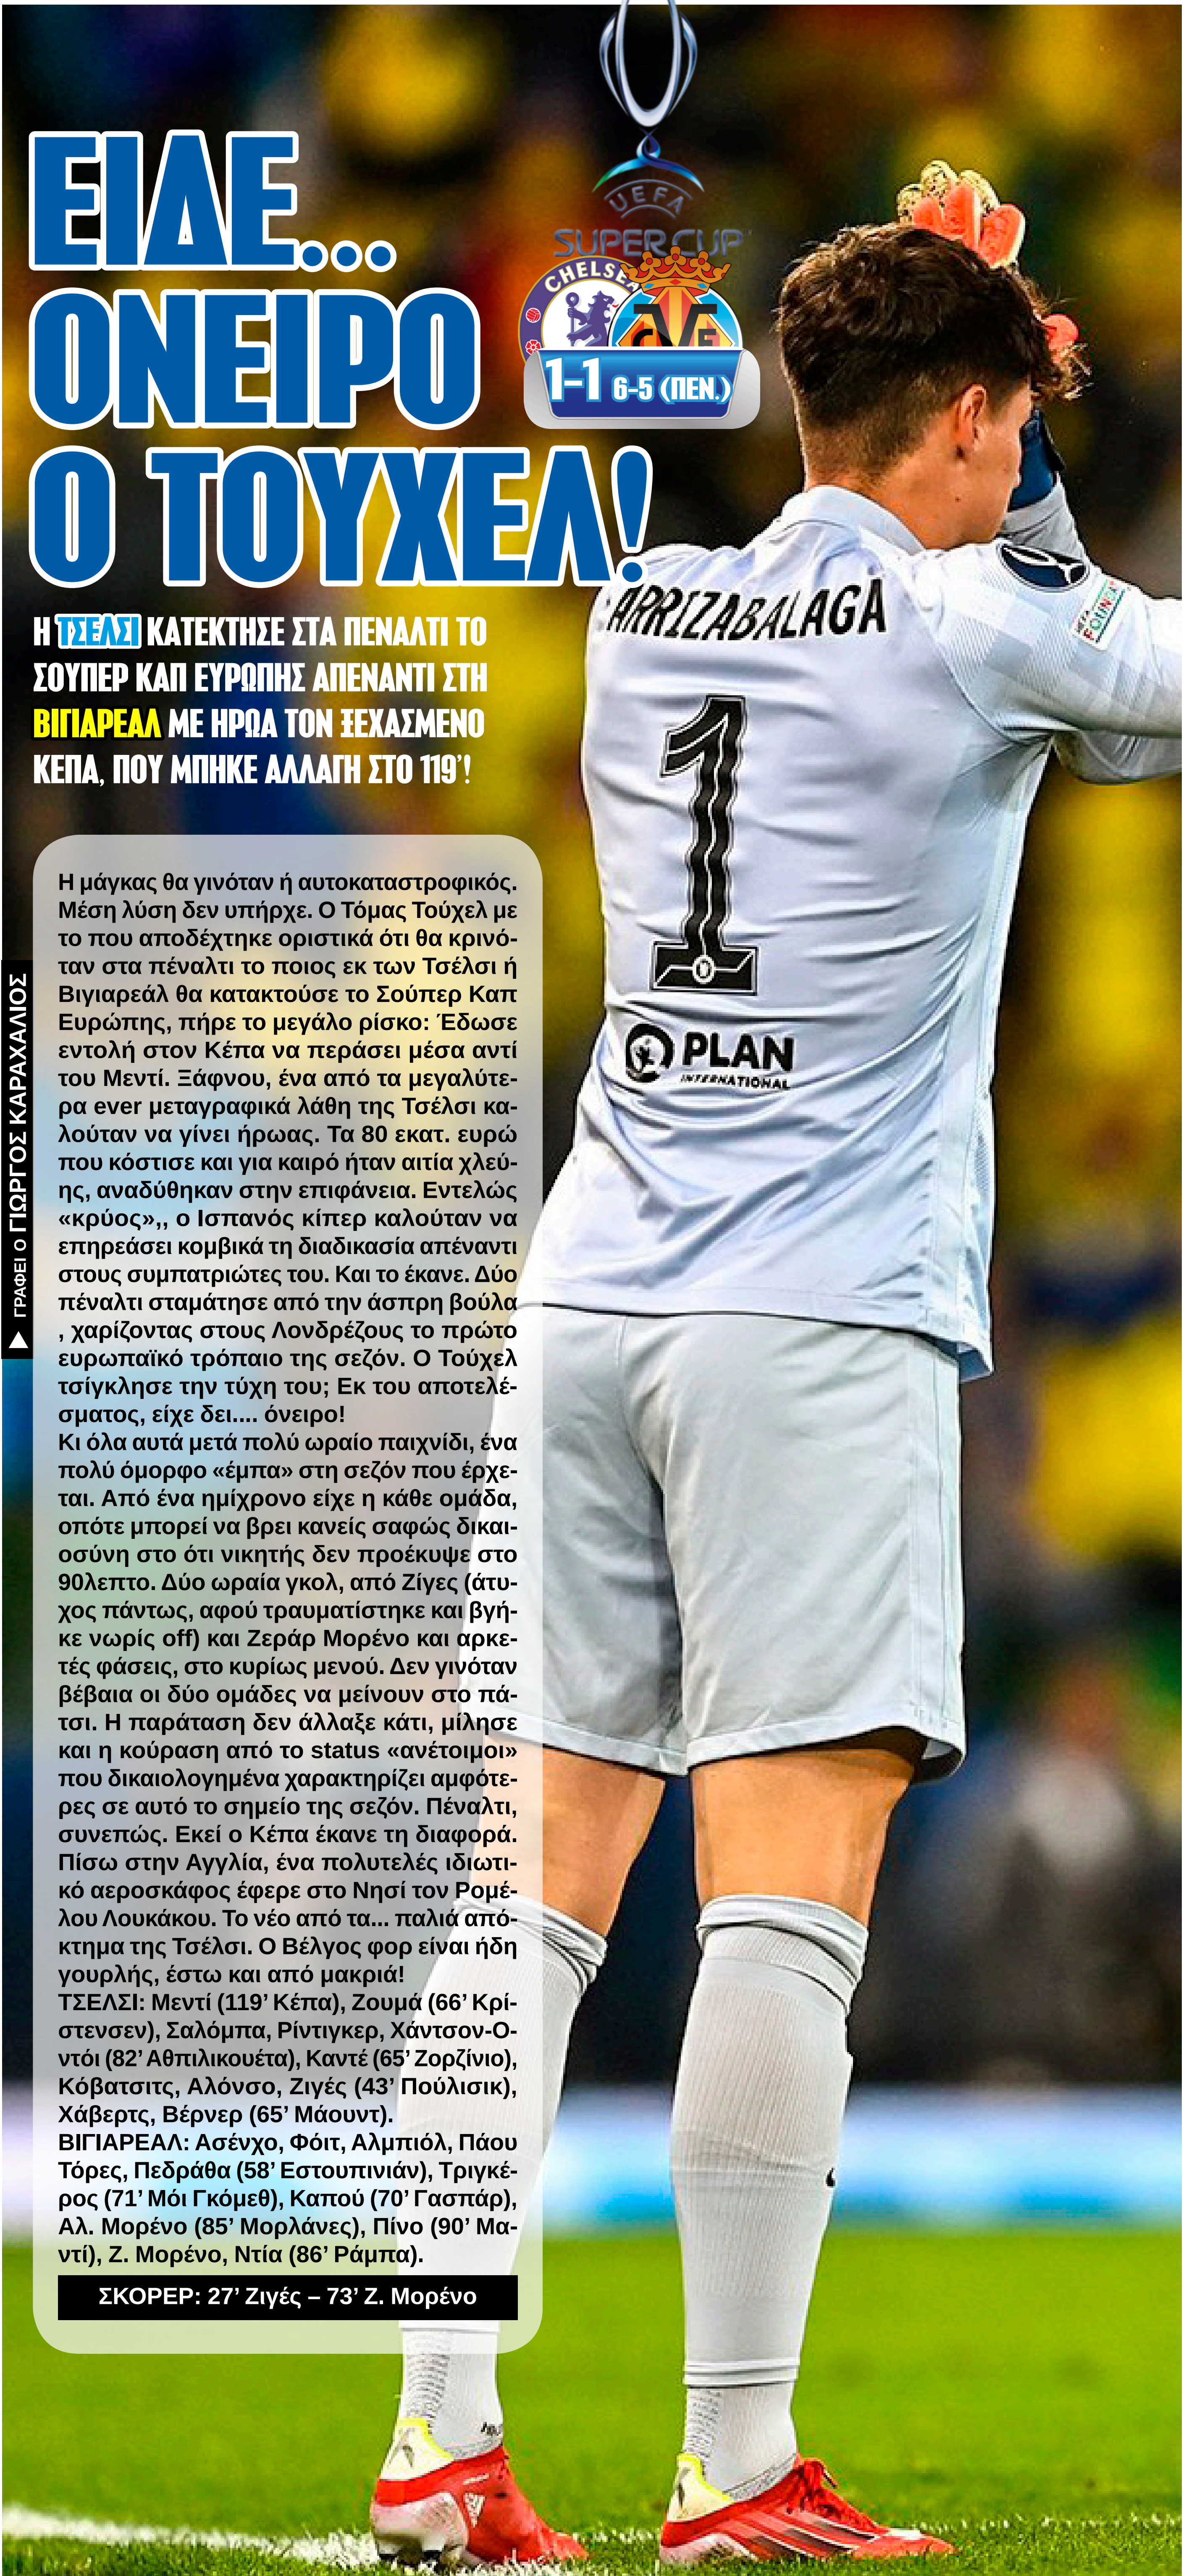 UEFA
SUPER CUP
ΕΙΔΕ...
ΟΝΕΙΡΟ
Ο ΤΟΥΧΕΛ!
CHELSEA
CVF
1-1 6-5 (ΠΕΝ.)
Η ΤΣΕΛΣΙ ΚΑΤΕΚΤΗΣΕ ΣΤΑ ΠΕΝΑΛΤΙ ΤΟ
ΣΟΥΠΕΡ ΚΑΠ ΕΥΡΩΠΗΣ ΑΠΕΝΑΝΤΙ ΣΤΗ
ΒΙΓΙΑΡΕΑΛ ΜΕ ΗΡΩΑ ΤΟΝ ΞΕΧΑΣΜΕΝΟ
ΚΕΠΑ, ΠΟΥ ΜΠΗΚΕ ΑΛΛΑΓΗ ΣΤΟ 119’!
ARRIZABALAGA
1
PLAN
INTERNATIONAL
UEFA
FOUNDAT
ΓΡΑΦΕΙ Ο ΓΙΩΡΓΟΣ ΚΑΡΑΧΑΛΙΟΣ
Η μάγκας θα γινόταν ή αυτοκαταστροφικός.
Μέση λύση δεν υπήρχε. Ο Τόμας Τούχελ με
το που αποδέχτηκε οριστικά ότι θα κρινό-
ταν στα πέναλτι το ποιος εκ των Τσέλσι ή
Βιγιαρεάλ θα κατακτούσε το Σούπερ Καπ
Ευρώπης, πήρε το μεγάλο ρίσκο: Έδωσε
εντολή στον Κέπα να περάσει μέσα αντί
του Μεντί. Ξάφνου, ένα από τα μεγαλύτε-
ρα ever μεταγραφικά λάθη της Τσέλσι κα-
λούταν να γίνει ήρωας. Τα 80 εκατ. ευρώ
που κόστισε και για καιρό ήταν αιτία χλεύ-
ης, αναδύθηκαν στην επιφάνεια. Εντελώς
«κρύος»,, ο Ισπανός κίπερ καλούταν να
επηρεάσει κομβικά τη διαδικασία απέναντι
στους συμπατριώτες του. Και το έκανε. Δύο
πέναλτι σταμάτησε από την άσπρη βούλα
, χαρίζοντας στους Λονδρέζους το πρώτο
ευρωπαϊκό τρόπαιο της σεζόν. Ο Τούχελ
τσίγκλησε την τύχη του; Εκ του αποτελέ-
σματος, είχε δει.... όνειρο!
Κι όλα αυτά μετά πολύ ωραίο παιχνίδι, ένα
πολύ όμορφο «έμπα» στη σεζόν που έρχε-
ται. Από ένα ημίχρονο είχε η κάθε ομάδα,
οπότε μπορεί να βρει κανείς σαφώς δικαι-
οσύνη στο ότι νικητής δεν προέκυψε στο
90λεπτο. Δύο ωραία γκολ, από Ζίγες (άτυ-
χος πάντως, αφού τραυματίστηκε και βγή-
κε νωρίς off) και Ζεράρ Μορένο και αρκε-
τές φάσεις, στο κυρίως μενού. Δεν γινόταν
βέβαια οι δύο ομάδες να μείνουν στο πά-
τσι. Η παράταση δεν άλλαξε κάτι, μίλησε
και η κούραση από το status «ανέτοιμοι»
που δικαιολογημένα χαρακτηρίζει αμφότε-
ρες σε αυτό το σημείο της σεζόν. Πέναλτι,
συνεπώς. Εκεί ο Κέπα έκανε τη διαφορά.
Πίσω στην Αγγλία, ένα πολυτελές ιδιωτι-
κό αεροσκάφος έφερε στο Νησί τον Ρομέ-
λου Λουκάκου. Το νέο από τα... παλιά από-
κτημα της Τσέλσι. Ο Βέλγος φορ είναι ήδη
γουρλής, έστω και από μακριά!
ΤΣΕΛΣΙ: Μεντί (119’ Κέπα), Ζουμά (66’ Κρί-
στενσεν), Σαλόμπα, Ρίντιγκερ, Χάντσον-Ο-
ντόι (82’ Αθπιλικουέτα), Καντέ (65’ Ζορζίνιο),
Κόβατσιτς, Αλόνσο, Ζιγές (43’ Πούλισικ),
Χάβερτς, Βέρνερ (65’ Μάουντ).
ΒΙΓΙΑΡΕΑΛ: Ασένχο, Φόιτ, Αλμπιόλ, Πάου
Τόρες, Πεδράθα (58’ Εστουπινιάν), Τριγκέ-
ρος (71’ Μόι Γκόμεθ), Καπού (70’ Γασπάρ),
Αλ. Μορένο (85’ Μορλάνες), Πίνο (90’ Μα-
ντί), Ζ. Μορένο, Ντία (86’ Ράμπα).
ΣΚΟΡΕΡ: 27’ Ζιγές – 73’ Ζ. Μορένο